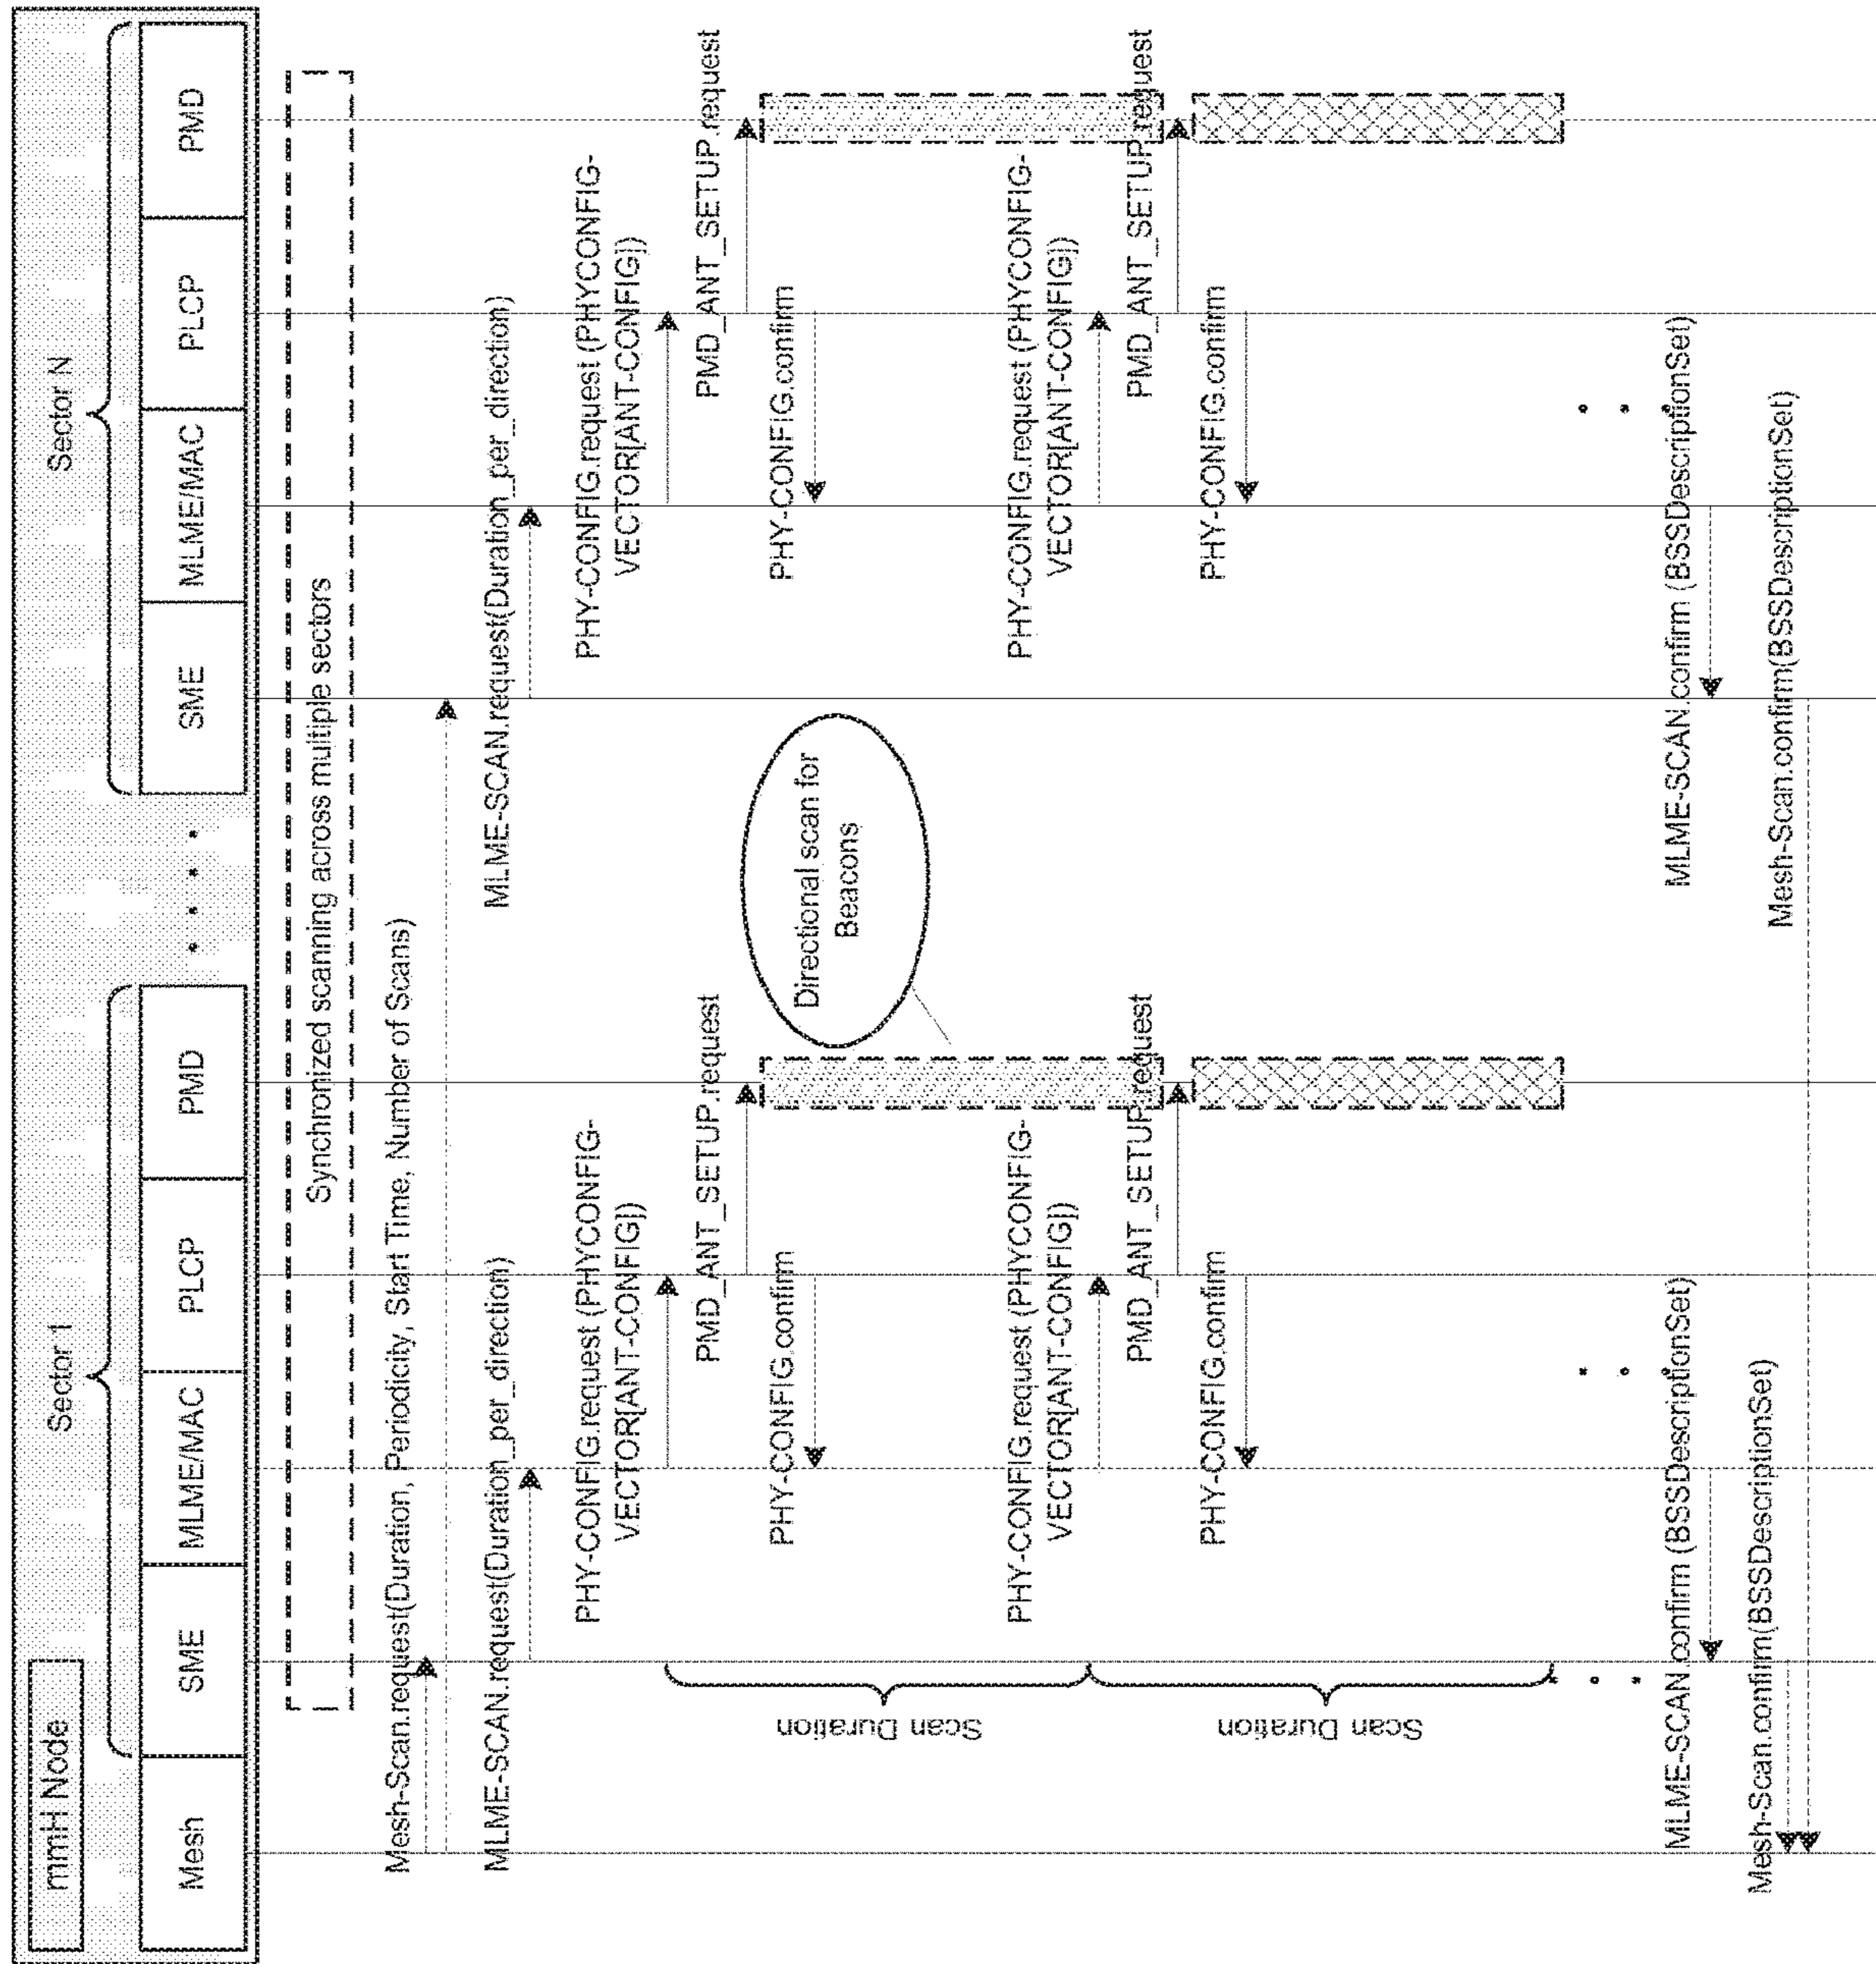 mmH Node
Sector 1
Sector N
Mesh
SME
MLME/MAC
PLCP
PMD
SME
MLME/MAC
PLCP
PMD
Synchronized scanning across multiple sectors
Mesh-Scan.request(Duration, Periodicity, Start Time, Number of Scans)
MLME-SCAN.request(Duration_per_direction)
MLME-SCAN.request(Duration_per_direction)
PHY-CONFIG.request (PHYCONFIG-
VECTOR[ANT-CONFIG])
PHY-CONFIG.request (PHYCONFIG-
VECTOR[ANT-CONFIG])
PMD_ANT_SETUP.request
PMD_ANT_SETUP.request
PHY-CONFIG.confirm
PHY-CONFIG.confirm
Directional scan for
Beacons
Scan Duration
PHY-CONFIG.request (PHYCONFIG-
VECTOR[ANT-CONFIG])
PHY-CONFIG.request (PHYCONFIG-
VECTOR[ANT-CONFIG])
PMD_ANT_SETUP.request
PMD_ANT_SETUP.request
PHY-CONFIG.confirm
PHY-CONFIG.confirm
Scan Duration
MLME-SCAN.confirm (BSSDescriptionSet)
MLME-SCAN.confirm (BSSDescriptionSet)
Mesh-Scan.confirm(BSSDescriptionSet)
Mesh-Scan.confirm(BSSDescriptionSet)